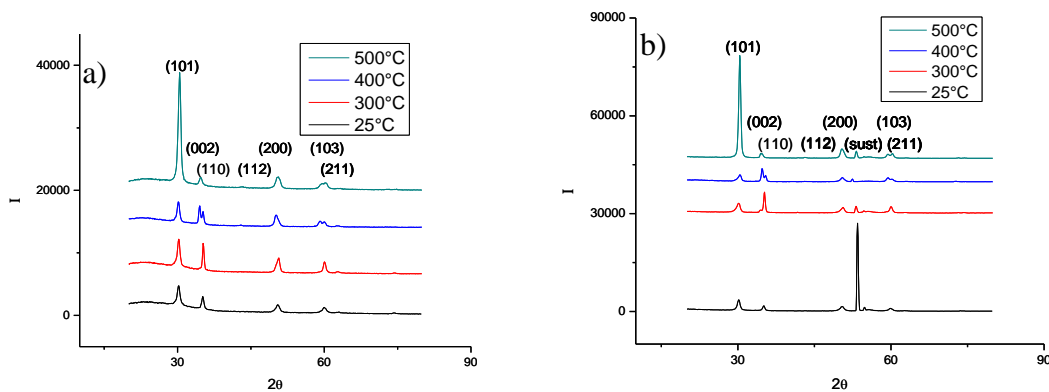 a)
500°C
400°C
300°C
25°C
(101)
(002)
(110)
(112)
(200)
(103)
(211)
40000
20000
0
I
30
60
90
2θ
b)
500°C
400°C
300°C
25°C
(101)
(002)
(110)
(112)
(200)
(sust)
(103)
(211)
90000
60000
30000
0
I
30
60
90
2θ